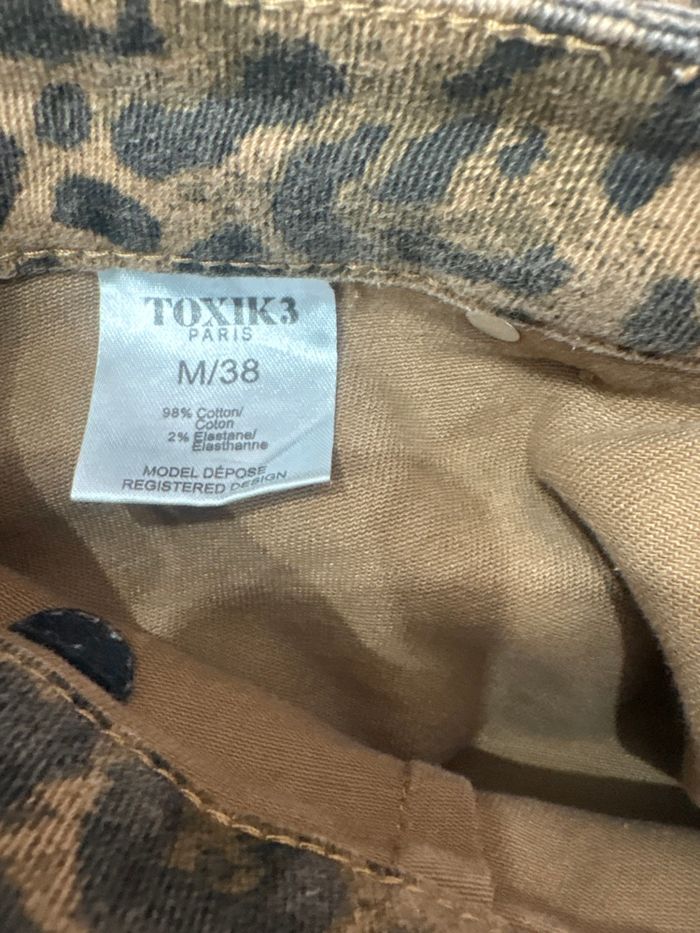 TOXIK3
PARIS
M/38
98% Cotton/
Coton
2% Elastane/
Elasthanne
MODEL DÉPOSE
REGISTERED DESIGN